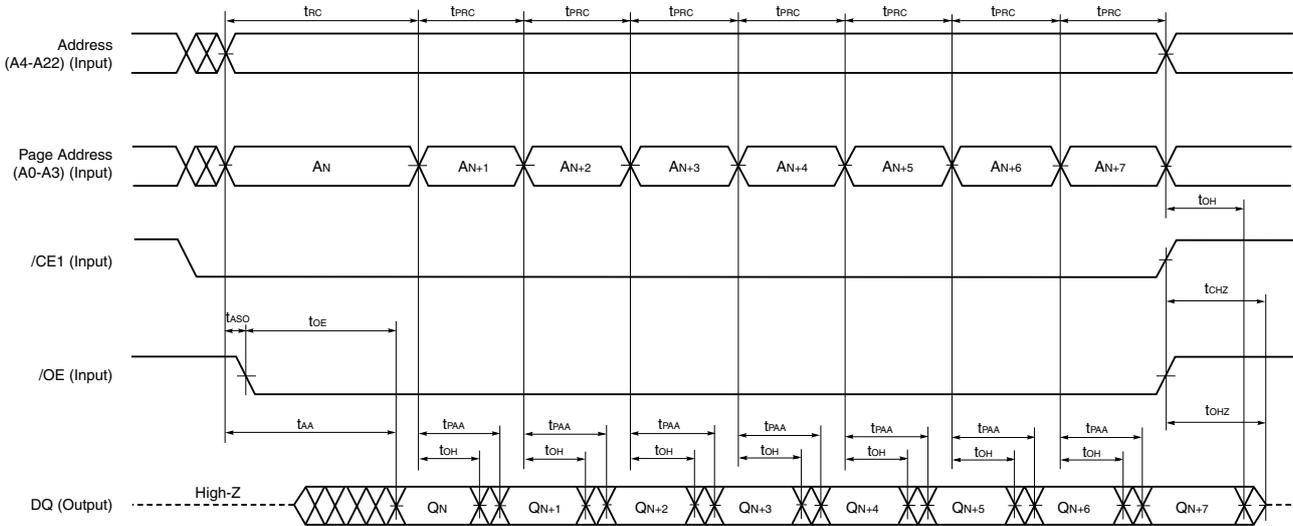 tRC tPRC tPRC tPRC tPRC tPRC tPRC tPRC
Address
(A4-A22) (Input)
Page Address
(A0-A3) (Input)
AN AN+1 AN+2 AN+3 AN+4 AN+5 AN+6 AN+7
tOH
/CE1 (Input)
tCHZ
tASO tOE
/OE (Input)
tOHZ
tAA tPAA tPAA tPAA tPAA tPAA tPAA tPAA
tOH tOH tOH tOH tOH tOH tOH
DQ (Output) High-Z QN QN+1 QN+2 QN+3 QN+4 QN+5 QN+6 QN+7